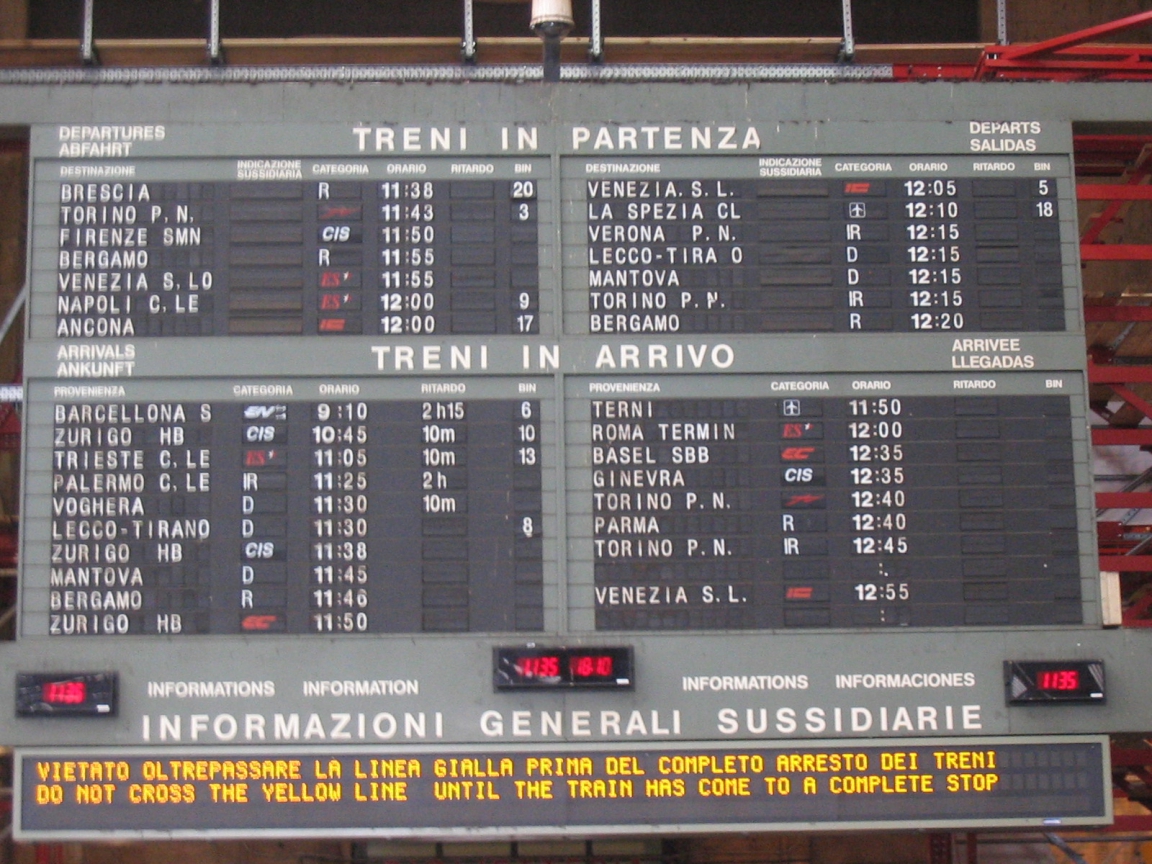 DEPARTURES
ABFAHRT
TRENI IN PARTENZA
DEPARTS
SALIDAS
DESTINAZIONE INDICAZIONE SUSSIDIARIA CATEGORIA ORARIO RITARDO BIN
BRESCIA R 11:38 20
TORINO P.N. 11:43 3
FIRENZE SMN CIS 11:50
BERGAMO R 11:55
VENEZIA S.LO ES* 11:55
NAPOLI C.LE ES* 12:00 9
ANCONA IC 12:00 17
DESTINAZIONE INDICAZIONE SUSSIDIARIA CATEGORIA ORARIO RITARDO BIN
VENEZIA.S.L. IC 12:05 5
LA SPEZIA CL 12:10 18
VERONA P.N. IR 12:15
LECCO-TIRA O D 12:15
MANTOVA D 12:15
TORINO P.N. IR 12:15
BERGAMO R 12:20
ARRIVALS
ANKUNFT
TRENI IN ARRIVO
ARRIVEE
LLEGADAS
PROVENIENZA CATEGORIA ORARIO RITARDO BIN
BARCELLONA S 9:10 2h15 6
ZURIGO HB CIS 10:45 10m 10
TRIESTE C.LE ES* 11:05 10m 13
PALERMO C.LE IR 11:25 2h
VOGHERA D 11:30 10m
LECCO-TIRANO D 11:30 8
ZURIGO HB CIS 11:38
MANTOVA D 11:45
BERGAMO R 11:46
ZURIGO HB EC 11:50
PROVENIENZA CATEGORIA ORARIO RITARDO BIN
TERNI 11:50
ROMA TERMIN ES* 12:00
BASEL SBB EC 12:35
GINEVRA CIS 12:35
TORINO P.N. 12:40
PARMA R 12:40
TORINO P.N. IR 12:45
VENEZIA S.L. IC 12:55
1135
INFORMATIONS INFORMATION
1135 18-10
INFORMATIONS INFORMACIONES
1135
INFORMAZIONI GENERALI SUSSIDIARIE
VIETATO OLTREPASSARE LA LINEA GIALLA PRIMA DEL COMPLETO ARRESTO DEI TRENI
DO NOT CROSS THE YELLOW LINE UNTIL THE TRAIN HAS COME TO A COMPLETE STOP